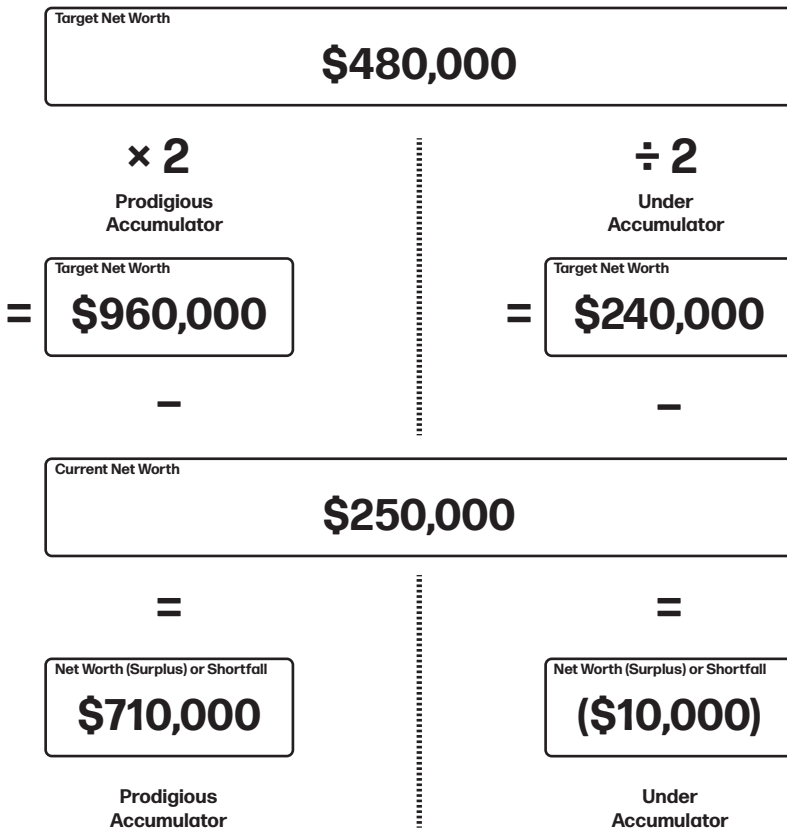 Target Net Worth
$480,000
× 2
÷ 2
Prodigious
Accumulator
Under
Accumulator
Target Net Worth
= $960,000
Target Net Worth
= $240,000
–
–
Current Net Worth
$250,000
=
=
Net Worth (Surplus) or Shortfall
$710,000
Net Worth (Surplus) or Shortfall
($10,000)
Prodigious
Accumulator
Under
Accumulator